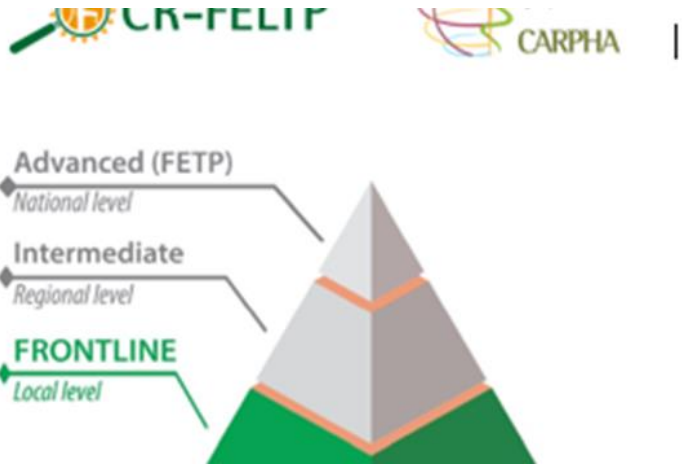 CR-FELTP
CARPHA
Advanced (FETP)
National level
Intermediate
Regional level
FRONTLINE
Local level